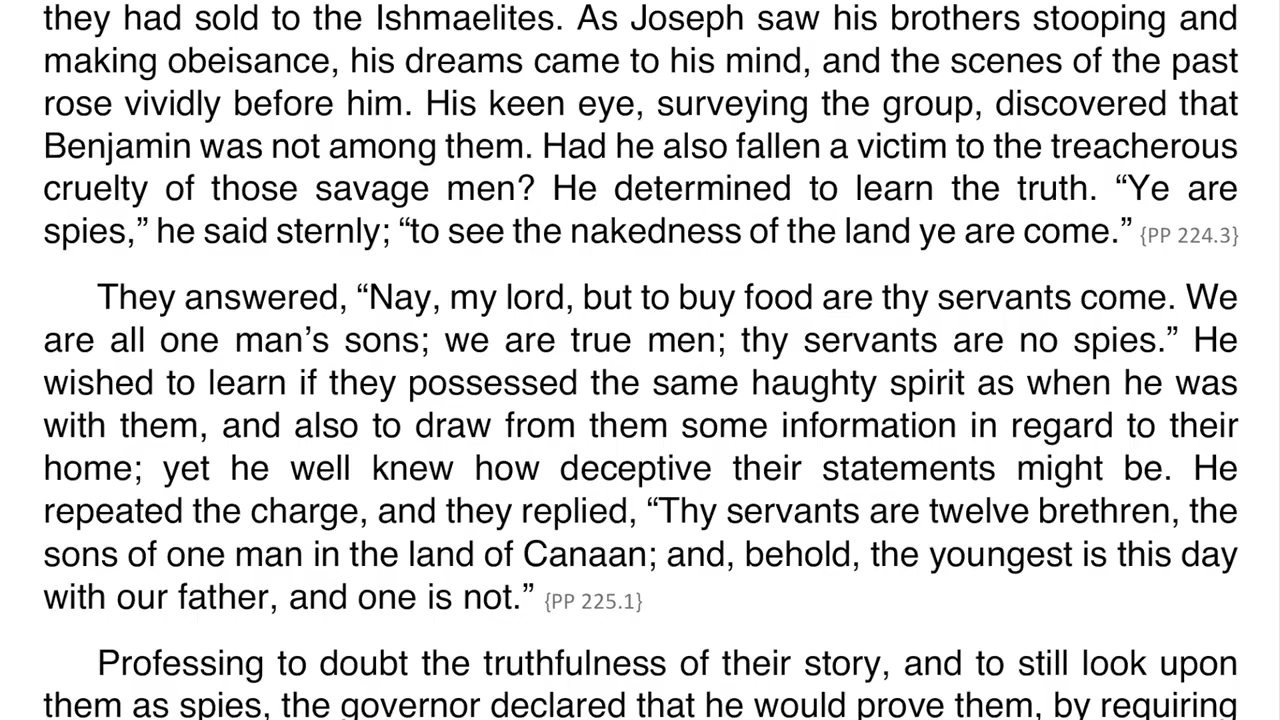 they had sold to the Ishmaelites. As Joseph saw his brothers stooping and
making obeisance, his dreams came to his mind, and the scenes of the past
rose vividly before him. His keen eye, surveying the group, discovered that
Benjamin was not among them. Had he also fallen a victim to the treacherous
cruelty of those savage men? He determined to learn the truth. “Ye are
spies,” he said sternly; “to see the nakedness of the land ye are come.” {PP 224.3}
They answered, “Nay, my lord, but to buy food are thy servants come. We
are all one man’s sons; we are true men; thy servants are no spies.” He
wished to learn if they possessed the same haughty spirit as when he was
with them, and also to draw from them some information in regard to their
home; yet he well knew how deceptive their statements might be. He
repeated the charge, and they replied, “Thy servants are twelve brethren, the
sons of one man in the land of Canaan; and, behold, the youngest is this day
with our father, and one is not.” {PP 225.1}
Professing to doubt the truthfulness of their story, and to still look upon
them as spies, the governor declared that he would prove them, by requiring